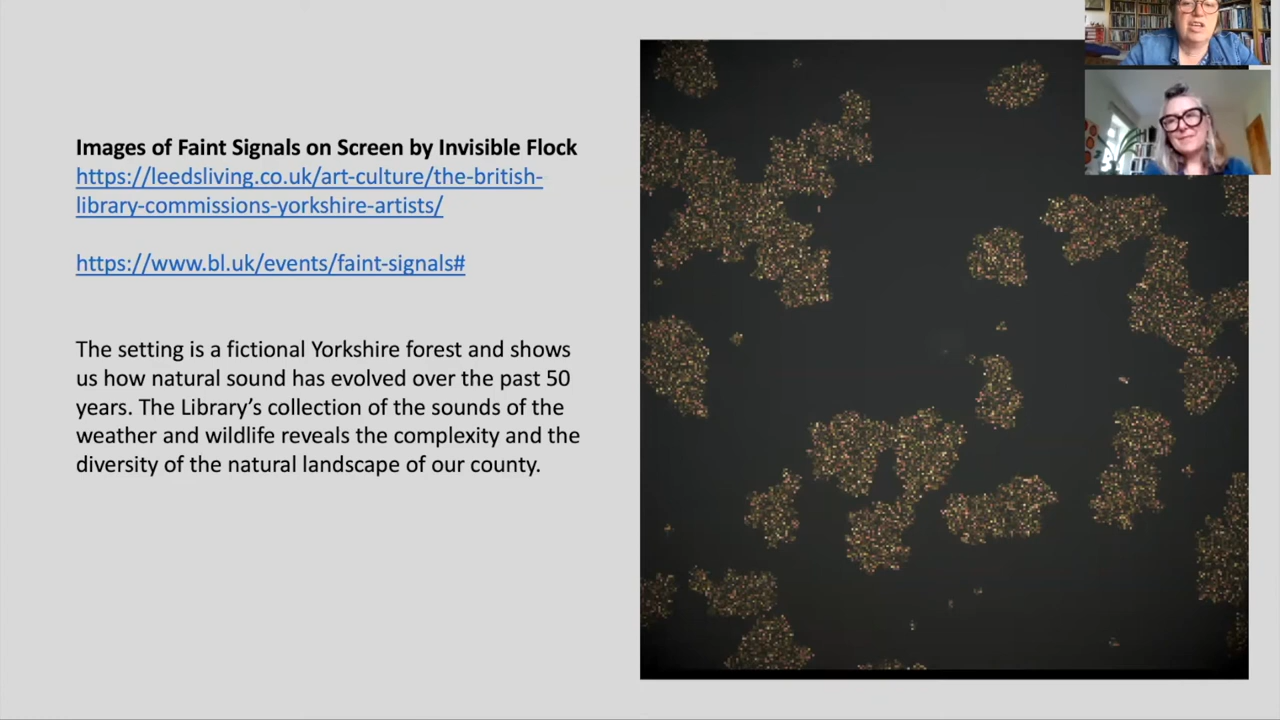 Images of Faint Signals on Screen by Invisible Flock
https://leedsliving.co.uk/art-culture/the-british-
library-commissions-yorkshire-artists/
https://www.bl.uk/events/faint-signals#
The setting is a fictional Yorkshire forest and shows
us how natural sound has evolved over the past 50
years. The Library’s collection of the sounds of the
weather and wildlife reveals the complexity and the
diversity of the natural landscape of our county.